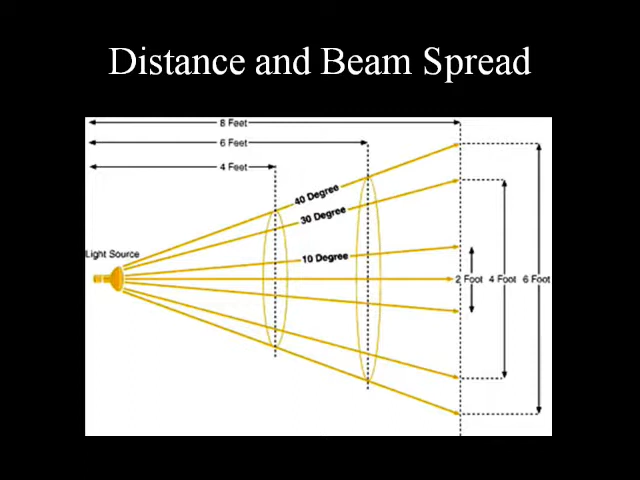 Distance and Beam Spread
8 Feet
6 Feet
4 Feet
40 Degree
30 Degree
Light Source
10 Degree
2 Foot
4 Foot
6 Foot